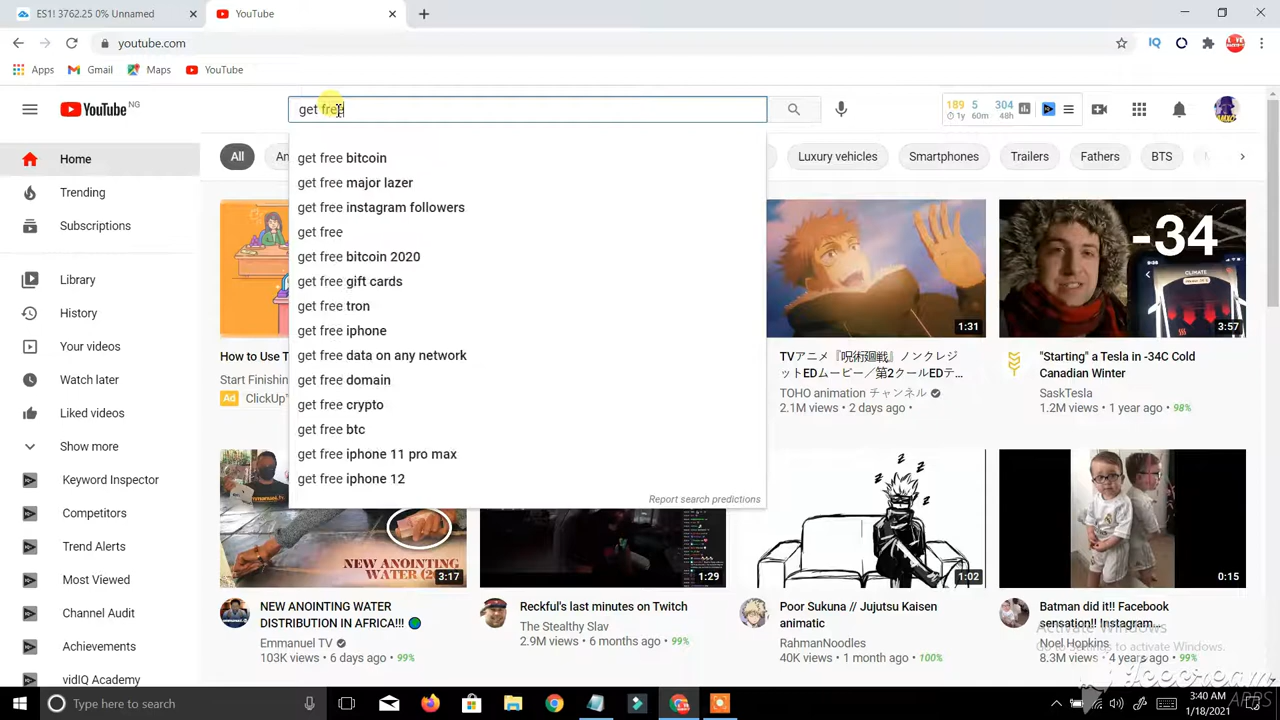 ES1! 3762.25 0% Unnamed
YouTube
youtube.com
Apps
Gmail
Maps
YouTube
YouTube NG
get free
189 5 304
1y 60m 48h
Home
Trending
Subscriptions
Library
History
Your videos
Watch later
Liked videos
Show more
Keyword Inspector
Competitors
Trend Alerts
Most Viewed
Channel Audit
Achievements
vidIQ Academy
All
Luxury vehicles
Smartphones
Trailers
Fathers
BTS
get free bitcoin
get free major lazer
get free instagram followers
get free
get free bitcoin 2020
get free gift cards
get free tron
get free iphone
get free data on any network
get free domain
get free crypto
get free btc
get free iphone 11 pro max
get free iphone 12
Report search predictions
How to Use T
Start Finishing
Ad ClickUp™
1:31
TVアニメ『呪術廻戦』ノンクレジ
ットEDムービー／第2クールEDテ...
TOHO animation チャンネル
2.1M views • 2 days ago •
-34
CLIMATE
3:57
"Starting" a Tesla in -34C Cold
Canadian Winter
SaskTesla
1.2M views • 1 year ago • 98%
NEW ANOINTING
WATER
3:17
NEW ANOINTING WATER
DISTRIBUTION IN AFRICA!!!
Emmanuel TV
103K views • 6 days ago • 99%
1:29
Reckful's last minutes on Twitch
The Stealthy Slav
2.9M views • 6 months ago • 99%
z z z z
1:02
Poor Sukuna // Jujutsu Kaisen
animatic
RahmanNoodles
40K views • 1 month ago • 100%
0:15
Batman did it!! Facebook
sensation!! Instagram...
Noel Hopkins
8.3M views • 4 years ago • 99%
Activate Windows
Go to Settings to activate Windows.
icecream
APPS
Type here to search
3:40 AM
1/18/2021